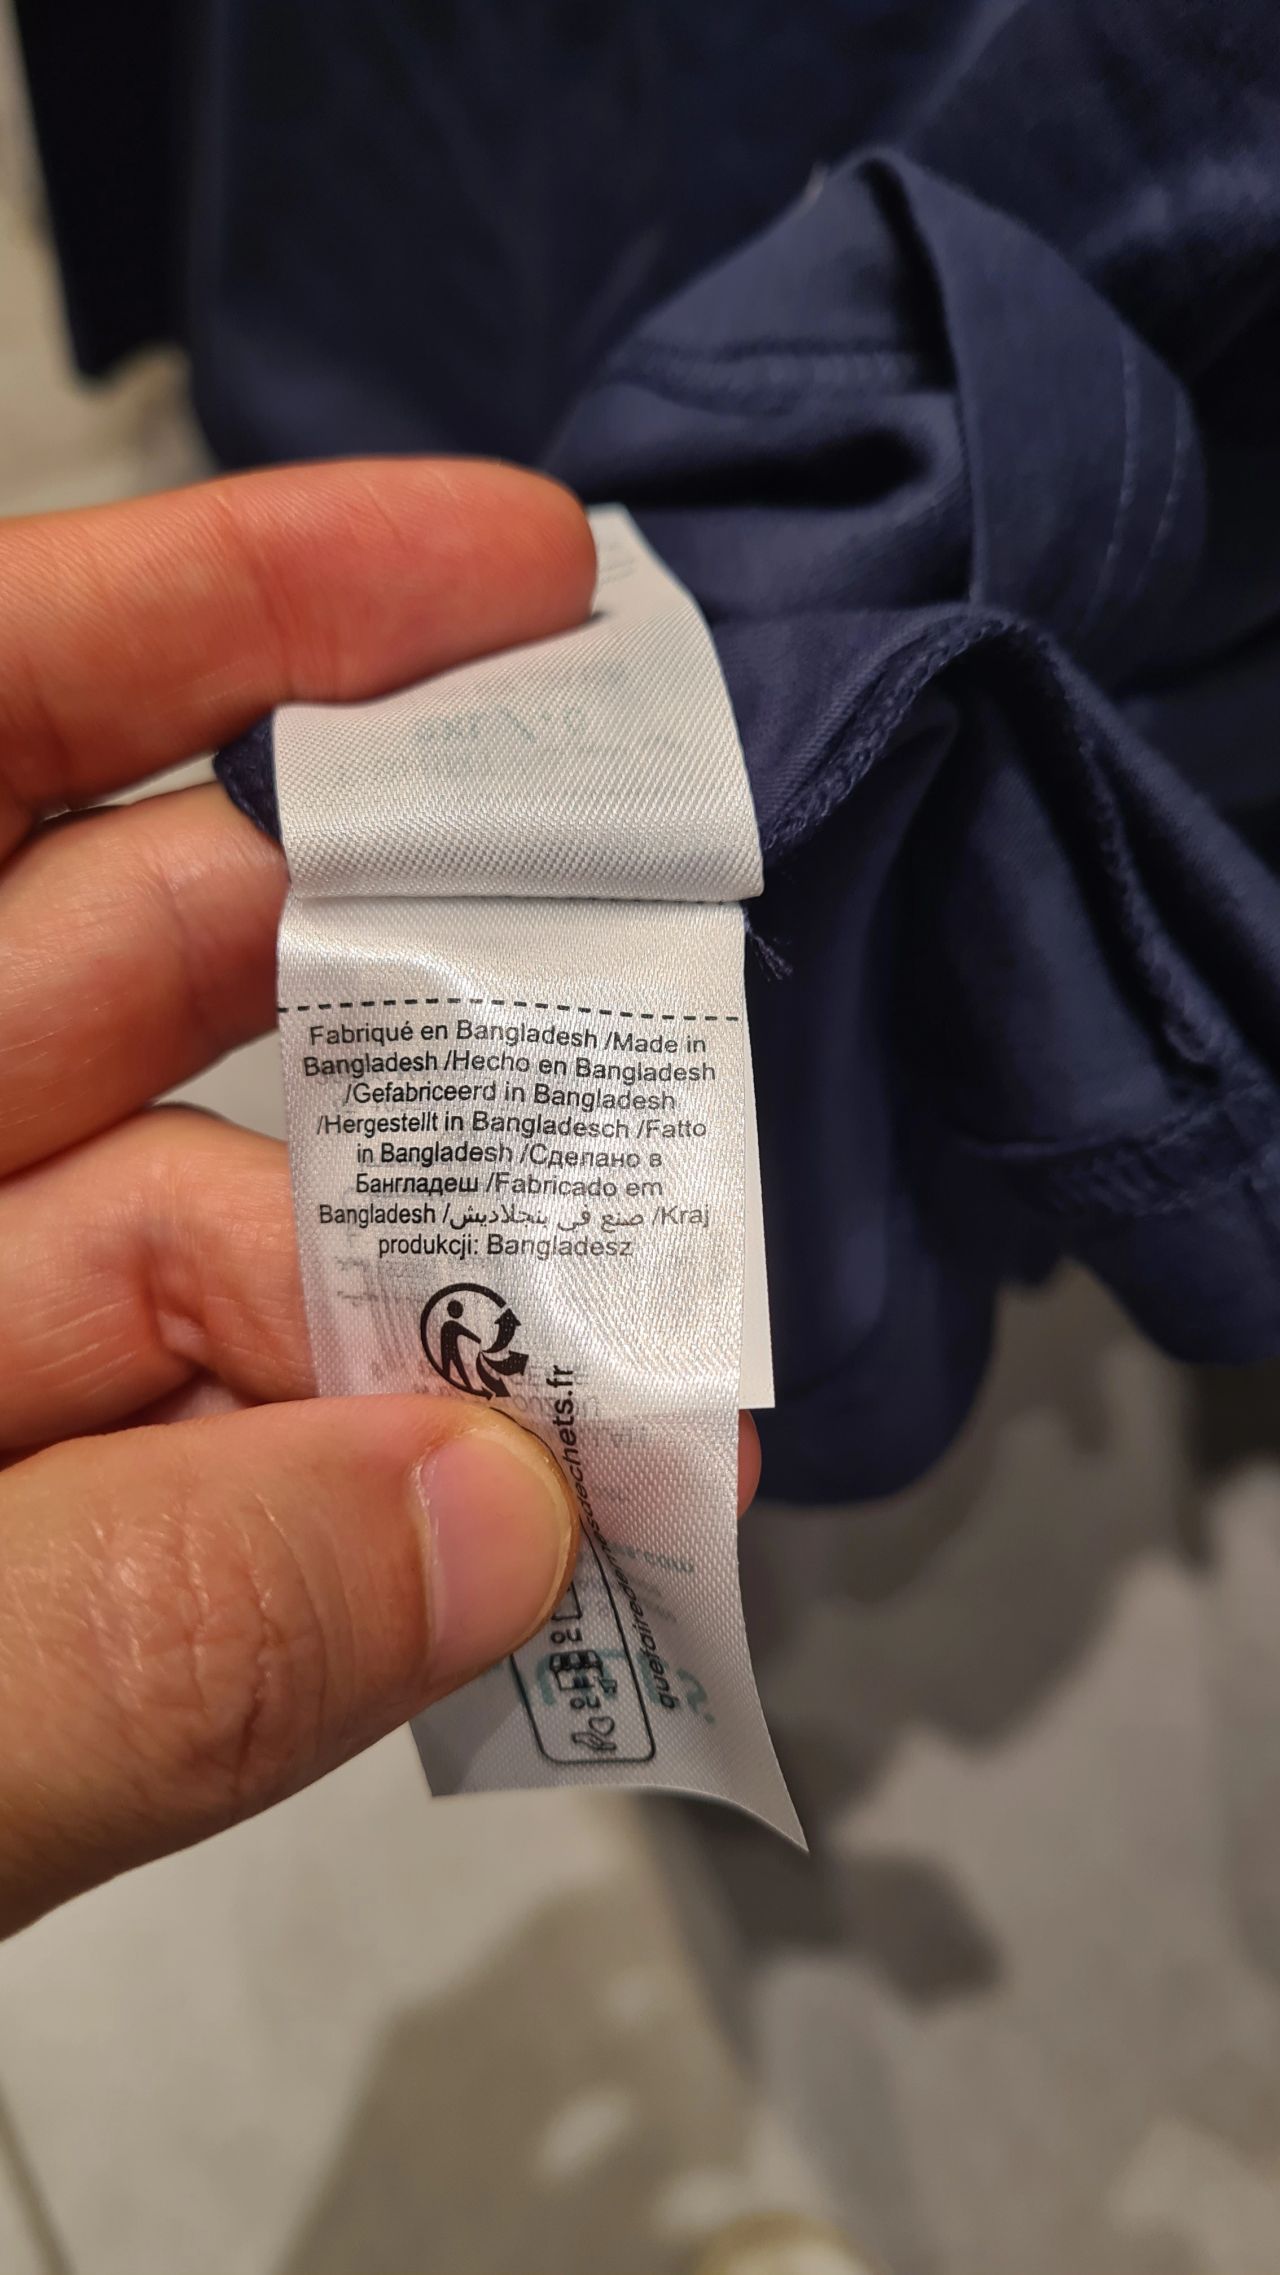 Fabriqué en Bangladesh /Made in
Bangladesh /Hecho en Bangladesh
/Gefabriceerd in Bangladesh
/Hergestellt in Bangladesch /Fatto
in Bangladesh /Сделано в
Бангладеш /Fabricado em
Bangladesh /صنع في بنجلاديش /Kraj
produkcji: Bangladesz